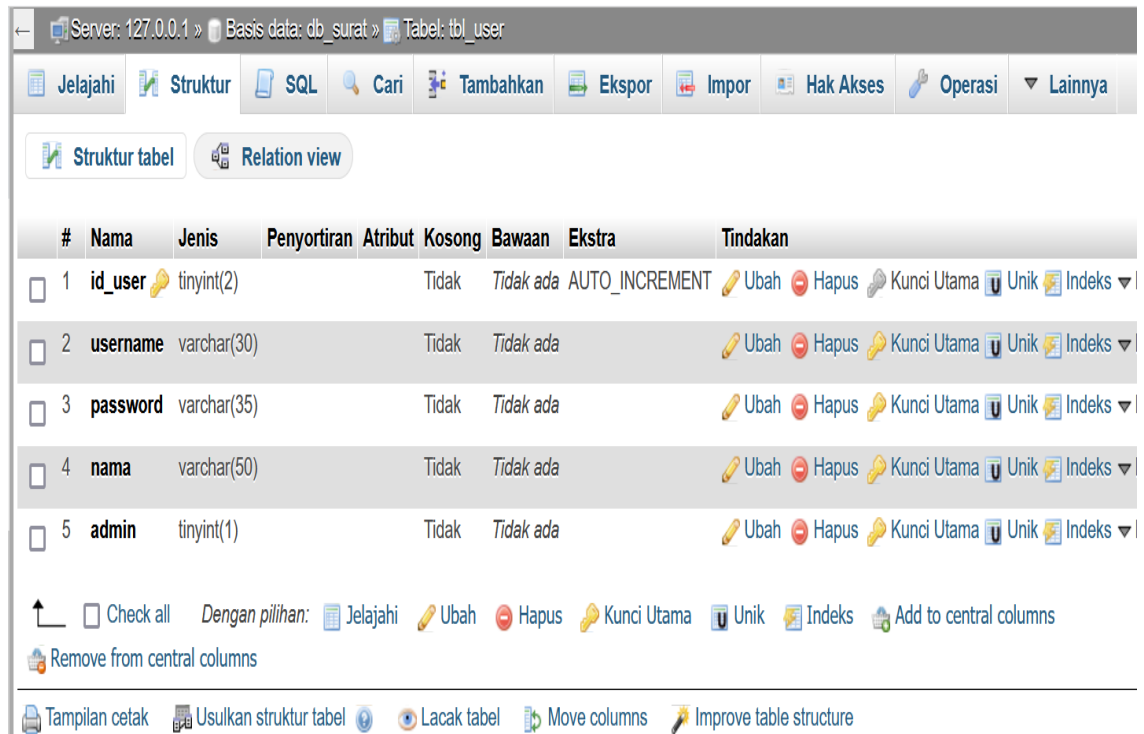 Server: 127.0.0.1 » Basis data: db_surat » Tabel: tbl_user
Jelajahi Struktur SQL Cari Tambahkan Ekspor Impor Hak Akses Operasi Lainnya
Struktur tabel Relation view
# Nama Jenis Penyortiran Atribut Kosong Bawaan Ekstra Tindakan
1 id_user tinyint(2) Tidak Tidak ada AUTO_INCREMENT Ubah Hapus Kunci Utama Unik Indeks
2 username varchar(30) Tidak Tidak ada Ubah Hapus Kunci Utama Unik Indeks
3 password varchar(35) Tidak Tidak ada Ubah Hapus Kunci Utama Unik Indeks
4 nama varchar(50) Tidak Tidak ada Ubah Hapus Kunci Utama Unik Indeks
5 admin tinyint(1) Tidak Tidak ada Ubah Hapus Kunci Utama Unik Indeks
Check all Dengan pilihan: Jelajahi Ubah Hapus Kunci Utama Unik Indeks Add to central columns
Remove from central columns
Tampilan cetak Usulkan struktur tabel Lacak tabel Move columns Improve table structure